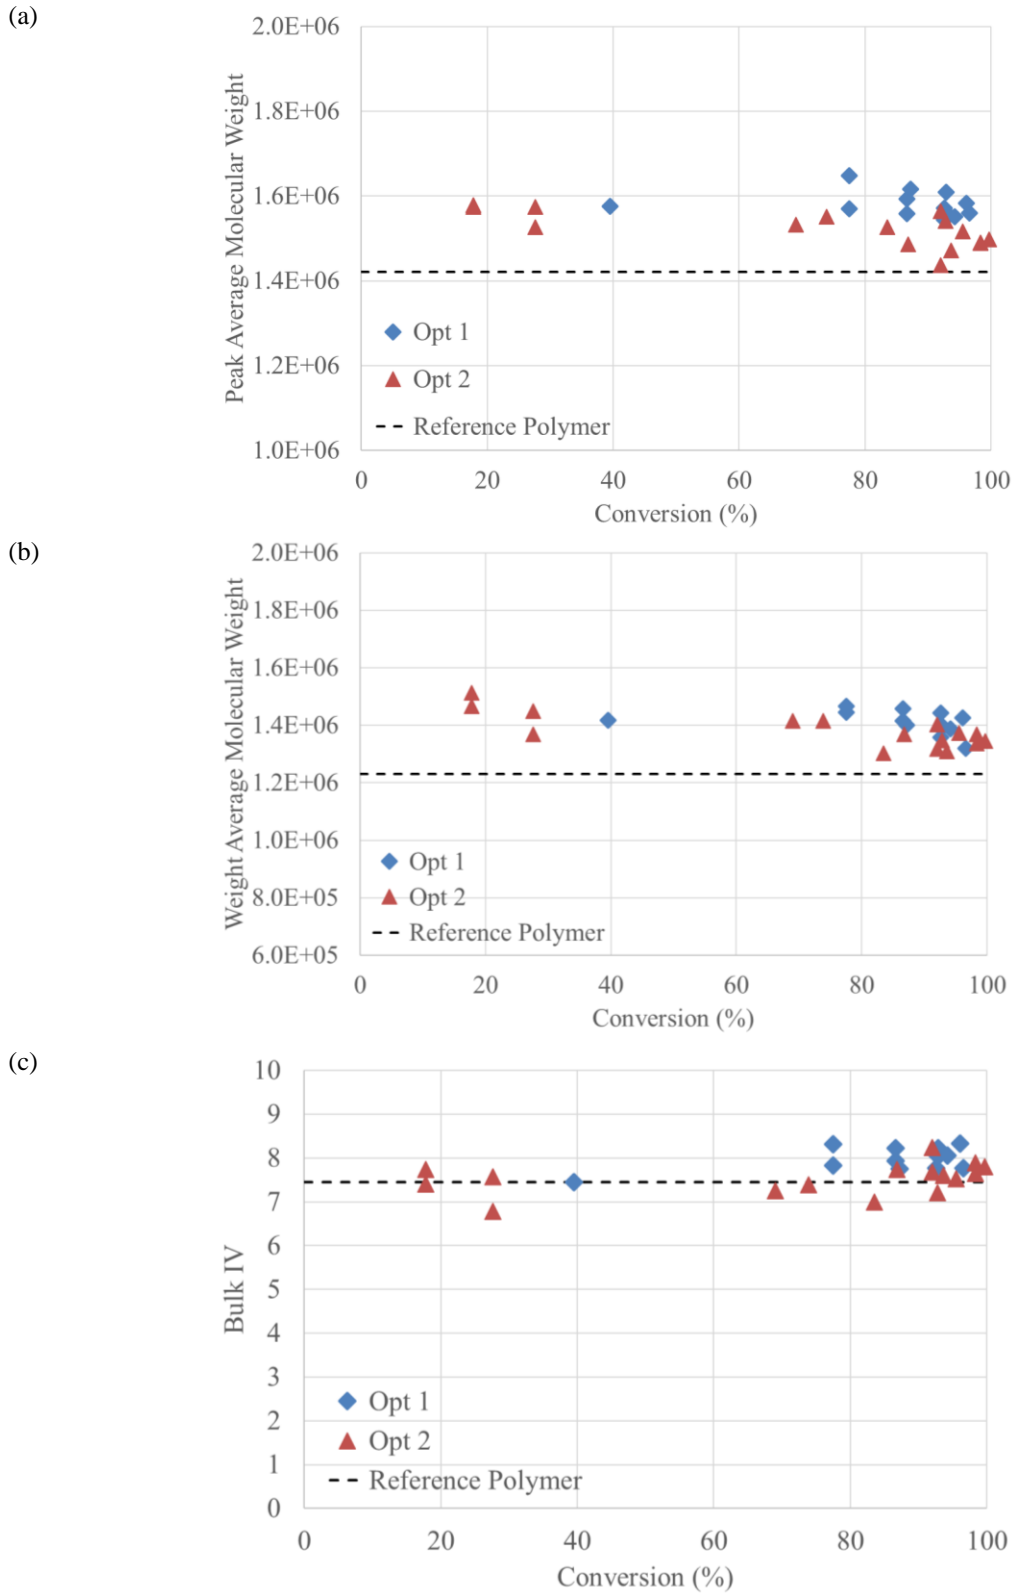 (a)
Peak Average Molecular Weight
2.0E+06
1.8E+06
1.6E+06
1.4E+06
1.2E+06
1.0E+06
Opt 1
Opt 2
Reference Polymer
0 20 40 60 80 100
Conversion (%)
(b)
Weight Average Molecular Weight
2.0E+06
1.8E+06
1.6E+06
1.4E+06
1.2E+06
1.0E+06
8.0E+05
6.0E+05
Opt 1
Opt 2
Reference Polymer
0 20 40 60 80 100
Conversion (%)
(c)
Bulk IV
10
9
8
7
6
5
4
3
2
1
0
Opt 1
Opt 2
Reference Polymer
0 20 40 60 80 100
Conversion (%)